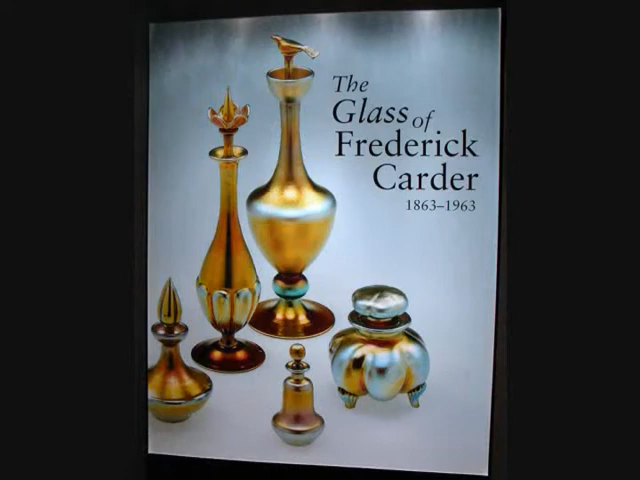 The
Glass of
Frederick
Carder
1863–1963